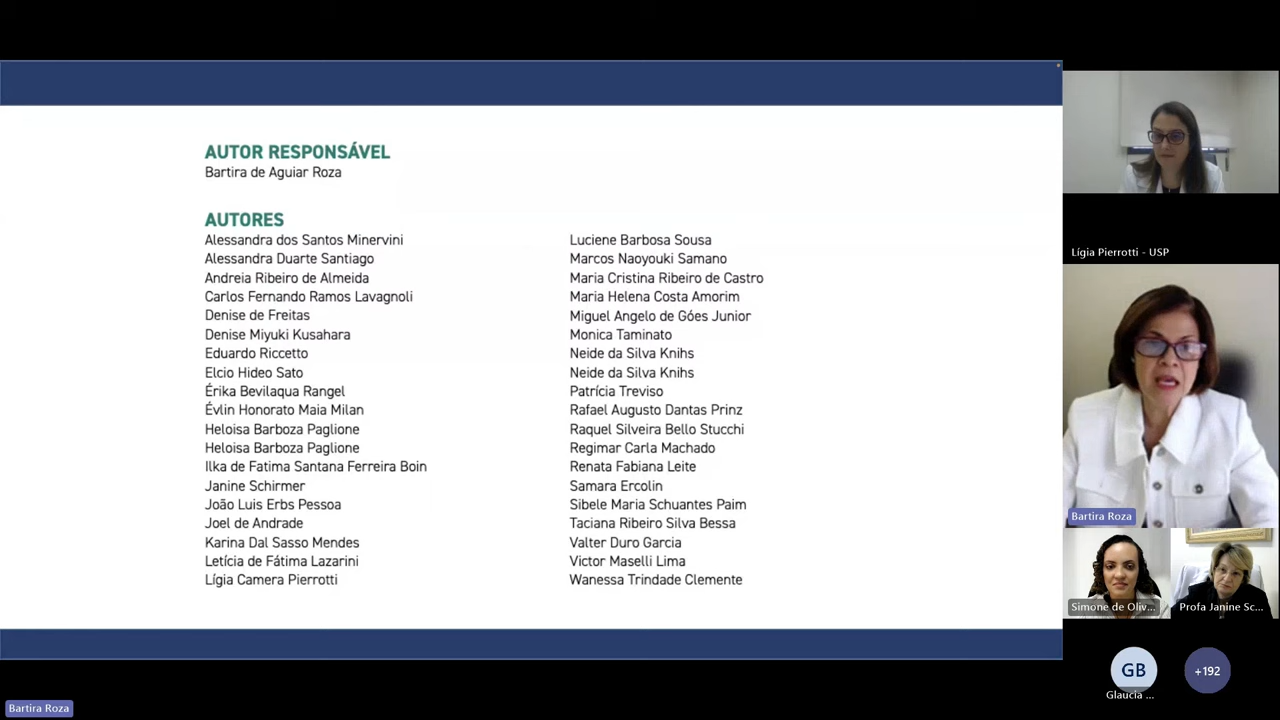 AUTOR RESPONSÁVEL
Bartira de Aguiar Roza
AUTORES
Alessandra dos Santos Minervini
Alessandra Duarte Santiago
Andreia Ribeiro de Almeida
Carlos Fernando Ramos Lavagnoli
Denise de Freitas
Denise Miyuki Kusahara
Eduardo Riccetto
Elcio Hideo Sato
Érika Bevilaqua Rangel
Évlin Honorato Maia Milan
Heloisa Barboza Paglione
Heloisa Barboza Paglione
Ilka de Fatima Santana Ferreira Boin
Janine Schirmer
João Luis Erbs Pessoa
Joel de Andrade
Karina Dal Sasso Mendes
Letícia de Fátima Lazarini
Lígia Camera Pierrotti
Luciene Barbosa Sousa
Marcos Naoyouki Samano
Maria Cristina Ribeiro de Castro
Maria Helena Costa Amorim
Miguel Angelo de Góes Junior
Monica Taminato
Neide da Silva Knihs
Neide da Silva Knihs
Patrícia Treviso
Rafael Augusto Dantas Prinz
Raquel Silveira Bello Stucchi
Regimar Carla Machado
Renata Fabiana Leite
Samara Ercolin
Sibele Maria Schuantes Paim
Taciana Ribeiro Silva Bessa
Valter Duro Garcia
Victor Maselli Lima
Wanessa Trindade Clemente
Lígia Pierrotti - USP
Bartira Roza
Simone de Oliv...
Profa Janine Sc...
GB
Glaucia ...
+192
Bartira Roza